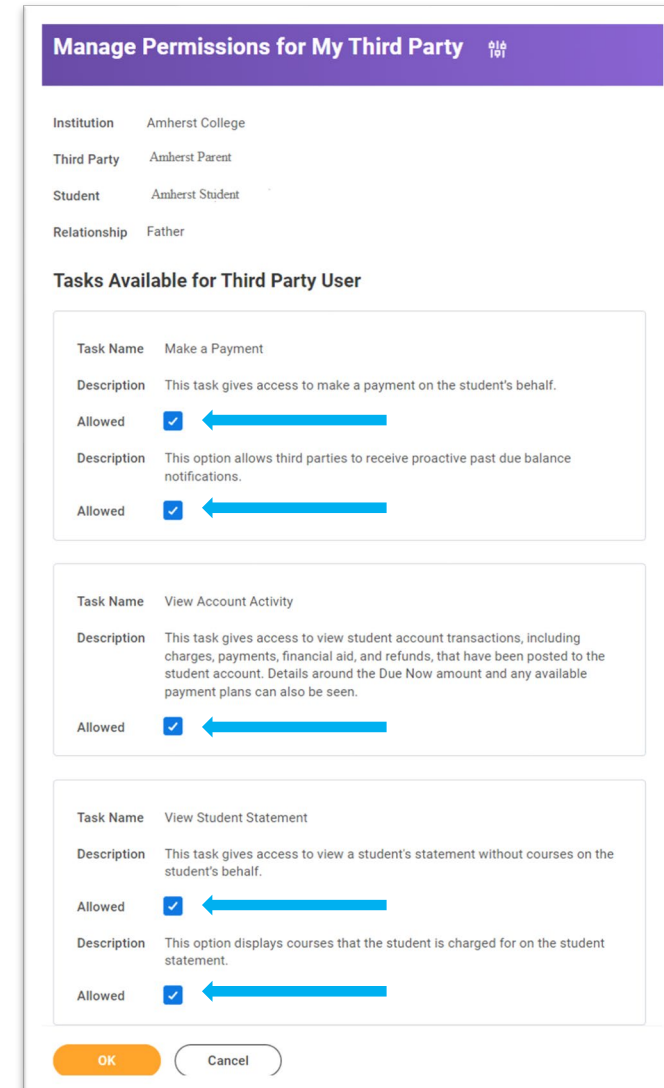 Manage Permissions for My Third Party
Institution Amherst College
Third Party Amherst Parent
Student Amherst Student
Relationship Father
Tasks Available for Third Party User
Task Name Make a Payment
Description This task gives access to make a payment on the student's behalf.
Allowed
Description This option allows third parties to receive proactive past due balance
notifications.
Allowed
Task Name View Account Activity
Description This task gives access to view student account transactions, including
charges, payments, financial aid, and refunds, that have been posted to the
student account. Details around the Due Now amount and any available
payment plans can also be seen.
Allowed
Task Name View Student Statement
Description This task gives access to view a student's statement without courses on the
student's behalf.
Allowed
Description This option displays courses that the student is charged for on the student
statement.
Allowed
OK Cancel